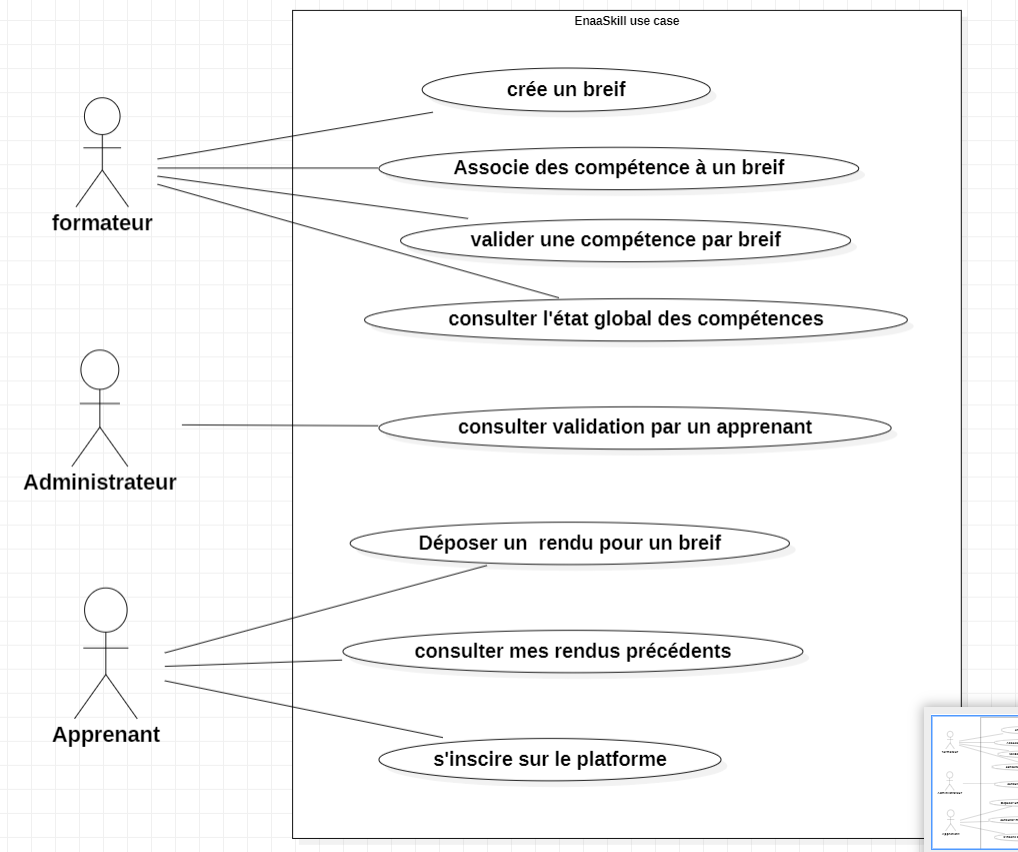 EnaaSkill use case
crée un breif
Associe des compétence à un breif
formateur
valider une compétence par breif
consulter l'état global des compétences
consulter validation par un apprenant
Administrateur
Déposer un  rendu pour un breif
consulter mes rendus précédents
Apprenant
s'inscire sur le platforme